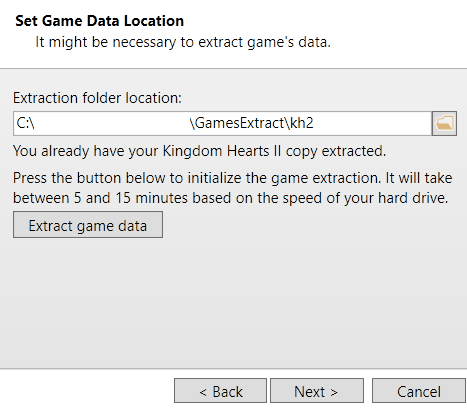 Set Game Data Location
It might be necessary to extract game's data.
Extraction folder location:
C:\ \GamesExtract\kh2
You already have your Kingdom Hearts II copy extracted.
Press the button below to initialize the game extraction. It will take
between 5 and 15 minutes based on the speed of your hard drive.
Extract game data
< Back Next > Cancel